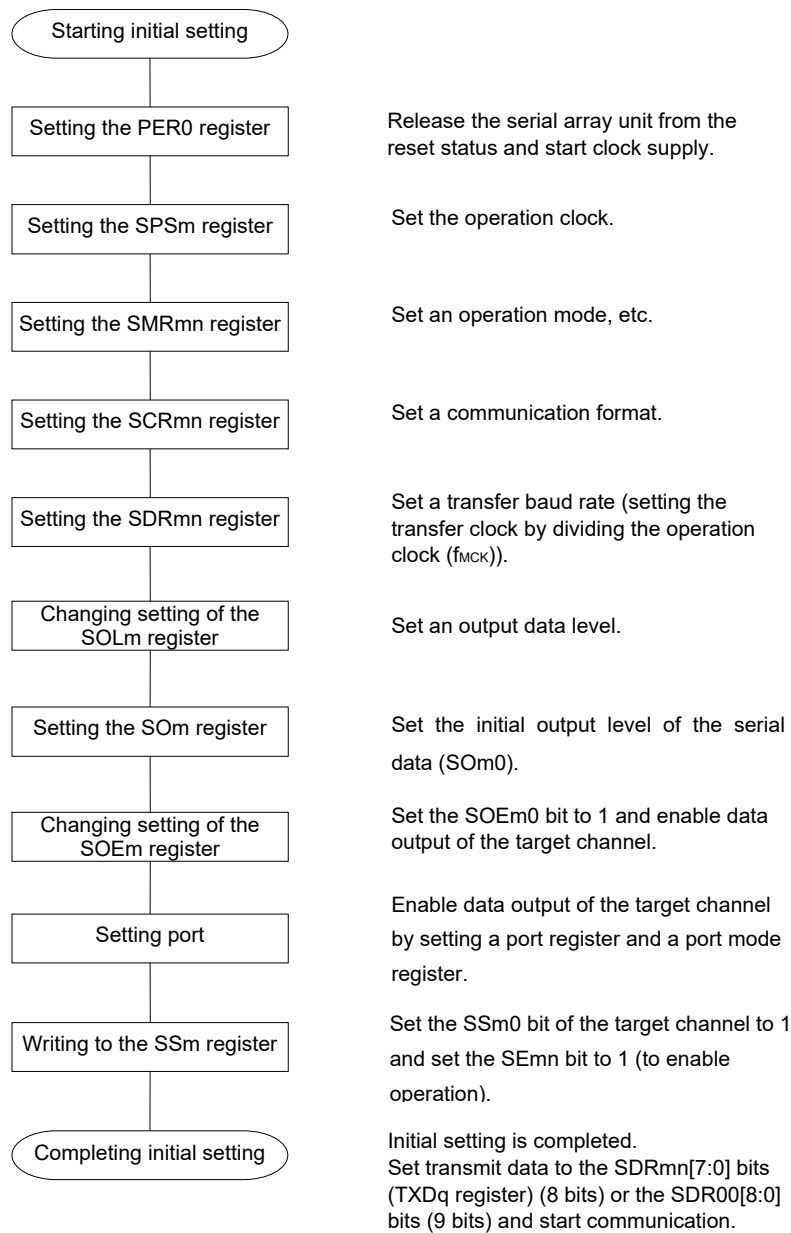 Starting initial setting
Setting the PER0 register
Release the serial array unit from the
reset status and start clock supply.
Setting the SPSm register
Set the operation clock.
Setting the SMRmn register
Set an operation mode, etc.
Setting the SCRmn register
Set a communication format.
Setting the SDRmn register
Set a transfer baud rate (setting the
transfer clock by dividing the operation
clock (fMCK)).
Changing setting of the
SOLm register
Set an output data level.
Setting the SOm register
Set the initial output level of the serial
data (SOm0).
Changing setting of the
SOEm register
Set the SOEm0 bit to 1 and enable data
output of the target channel.
Setting port
Enable data output of the target channel
by setting a port register and a port mode
register.
Writing to the SSm register
Set the SSm0 bit of the target channel to 1
and set the SEmn bit to 1 (to enable
operation).
Completing initial setting
Initial setting is completed.
Set transmit data to the SDRmn[7:0] bits
(TXDq register) (8 bits) or the SDR00[8:0]
bits (9 bits) and start communication.